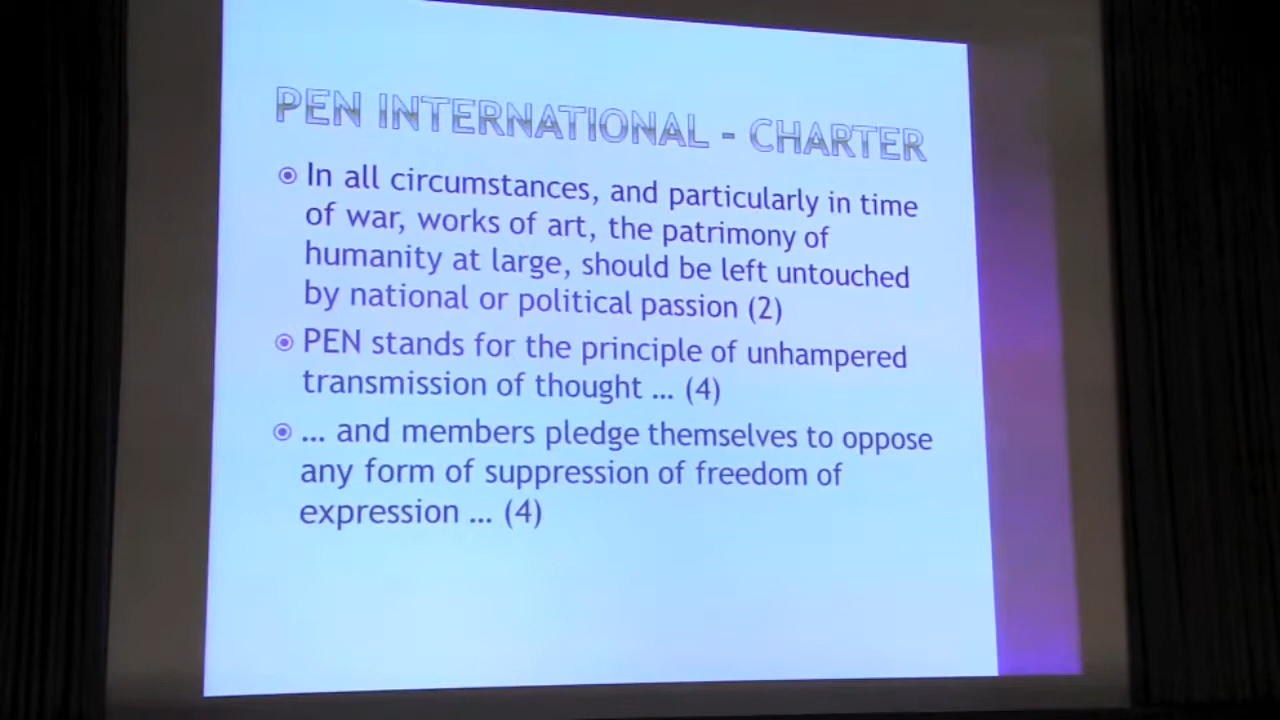 PEN INTERNATIONAL - CHARTER
In all circumstances, and particularly in time
of war, works of art, the patrimony of
humanity at large, should be left untouched
by national or political passion (2)
PEN stands for the principle of unhampered
transmission of thought ... (4)
... and members pledge themselves to oppose
any form of suppression of freedom of
expression ... (4)